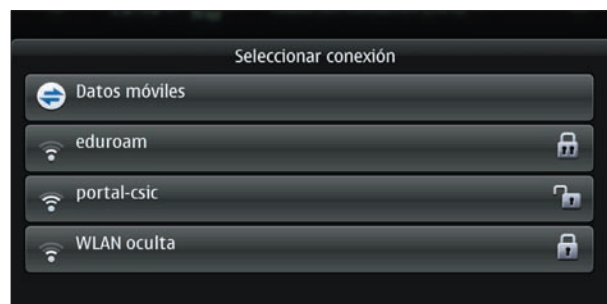 Seleccionar conexión
Datos móviles
eduroam
portal-csic
WLAN oculta